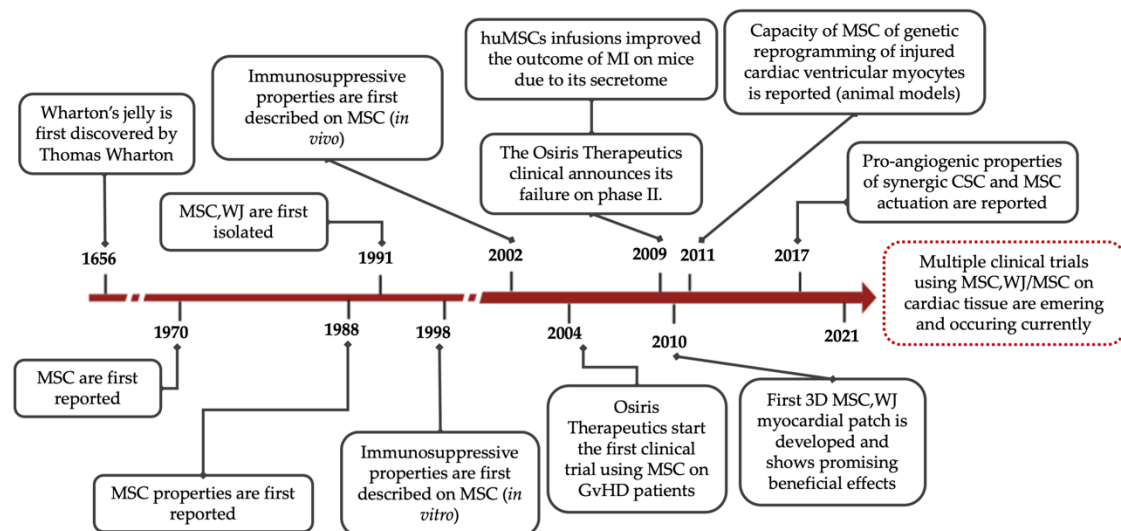 huMSCs infusions improved
the outcome of MI on mice
due to its secretome
Capacity of MSC of genetic
reprogramming of injured
cardiac ventricular myocytes
is reported (animal models)
Immunosuppressive
properties are first
described on MSC (in
vivo)
Wharton's jelly is
first discovered by
Thomas Wharton
The Osiris Therapeutics
clinical announces its
failure on phase II.
Pro-angiogenic properties
of synergic CSC and MSC
actuation are reported
MSC,WJ are first
isolated
1656
1991
2002
2009
2011
2017
Multiple clinical trials
using MSC,WJ/MSC on
cardiac tissue are emering
and occuring currently
1970
1988
1998
2004
2010
2021
MSC are first
reported
MSC properties are first
reported
Immunosuppressive
properties are first
described on MSC (in
vitro)
Osiris
Therapeutics start
the first clinical
trial using MSC on
GvHD patients
First 3D MSC,WJ
myocardial patch is
developed and
shows promising
beneficial effects